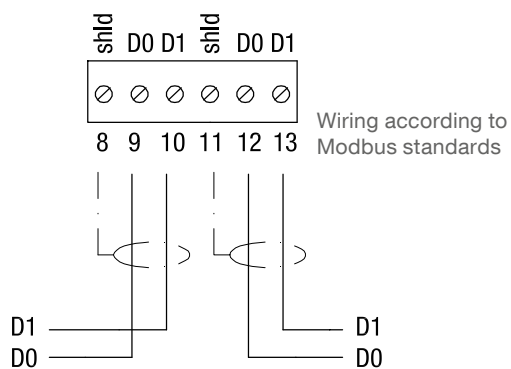 shld D0 D1 shld D0 D1
8 9 10 11 12 13
Wiring according to
Modbus standards
D1 D1
D0 D0